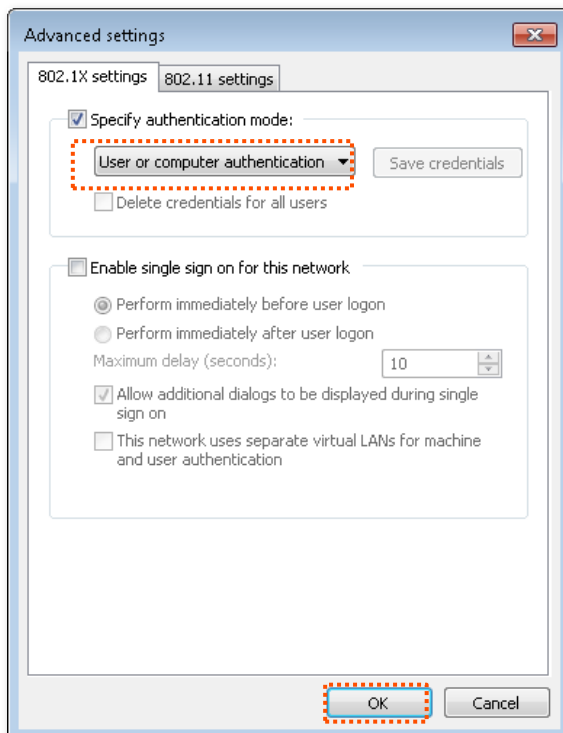 Advanced settings
802.1X settings
802.11 settings
Specify authentication mode:
User or computer authentication
Save credentials
Delete credentials for all users
Enable single sign on for this network
Perform immediately before user logon
Perform immediately after user logon
Maximum delay (seconds):
10
Allow additional dialogs to be displayed during single
sign on
This network uses separate virtual LANs for machine
and user authentication
OK
Cancel